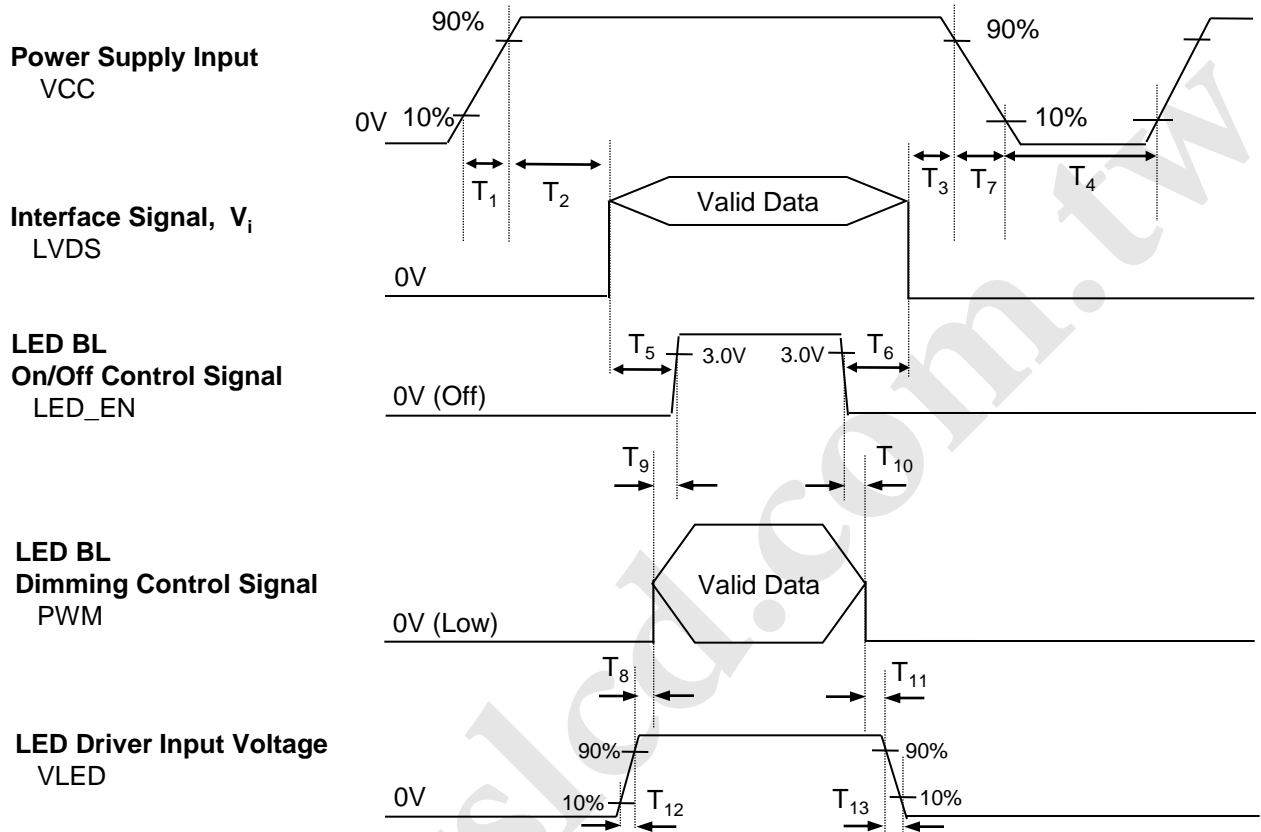 Power Supply Input
VCC
90%
90%
0V
10%
10%
T1
T2
T3
T7
T4
Interface Signal, Vi
LVDS
Valid Data
0V
LED BL
On/Off Control Signal
LED_EN
T5
3.0V
3.0V
T6
0V (Off)
T9
T10
LED BL
Dimming Control Signal
PWM
Valid Data
0V (Low)
T8
T11
LED Driver Input Voltage
VLED
90%
90%
0V
10%
T12
T13
10%
slcd.com.tw